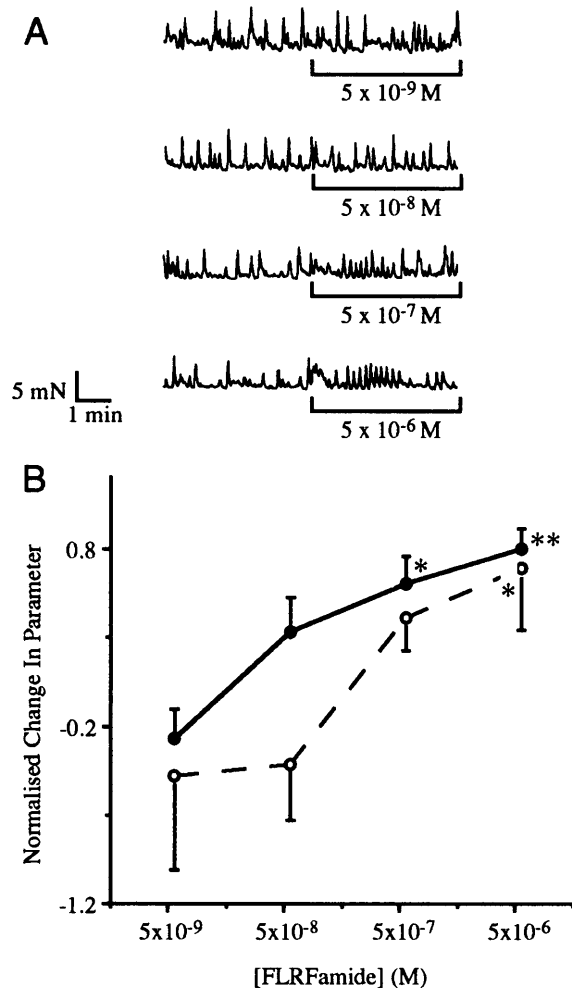 A
5 x 10-9 M
5 x 10-8 M
5 x 10-7 M
5 mN
1 min
5 x 10-6 M
B
Normalised Change In Parameter
0.8
-0.2
-1.2
*
**
*
5x10-9
5x10-8
5x10-7
5x10-6
[FLRFamide] (M)